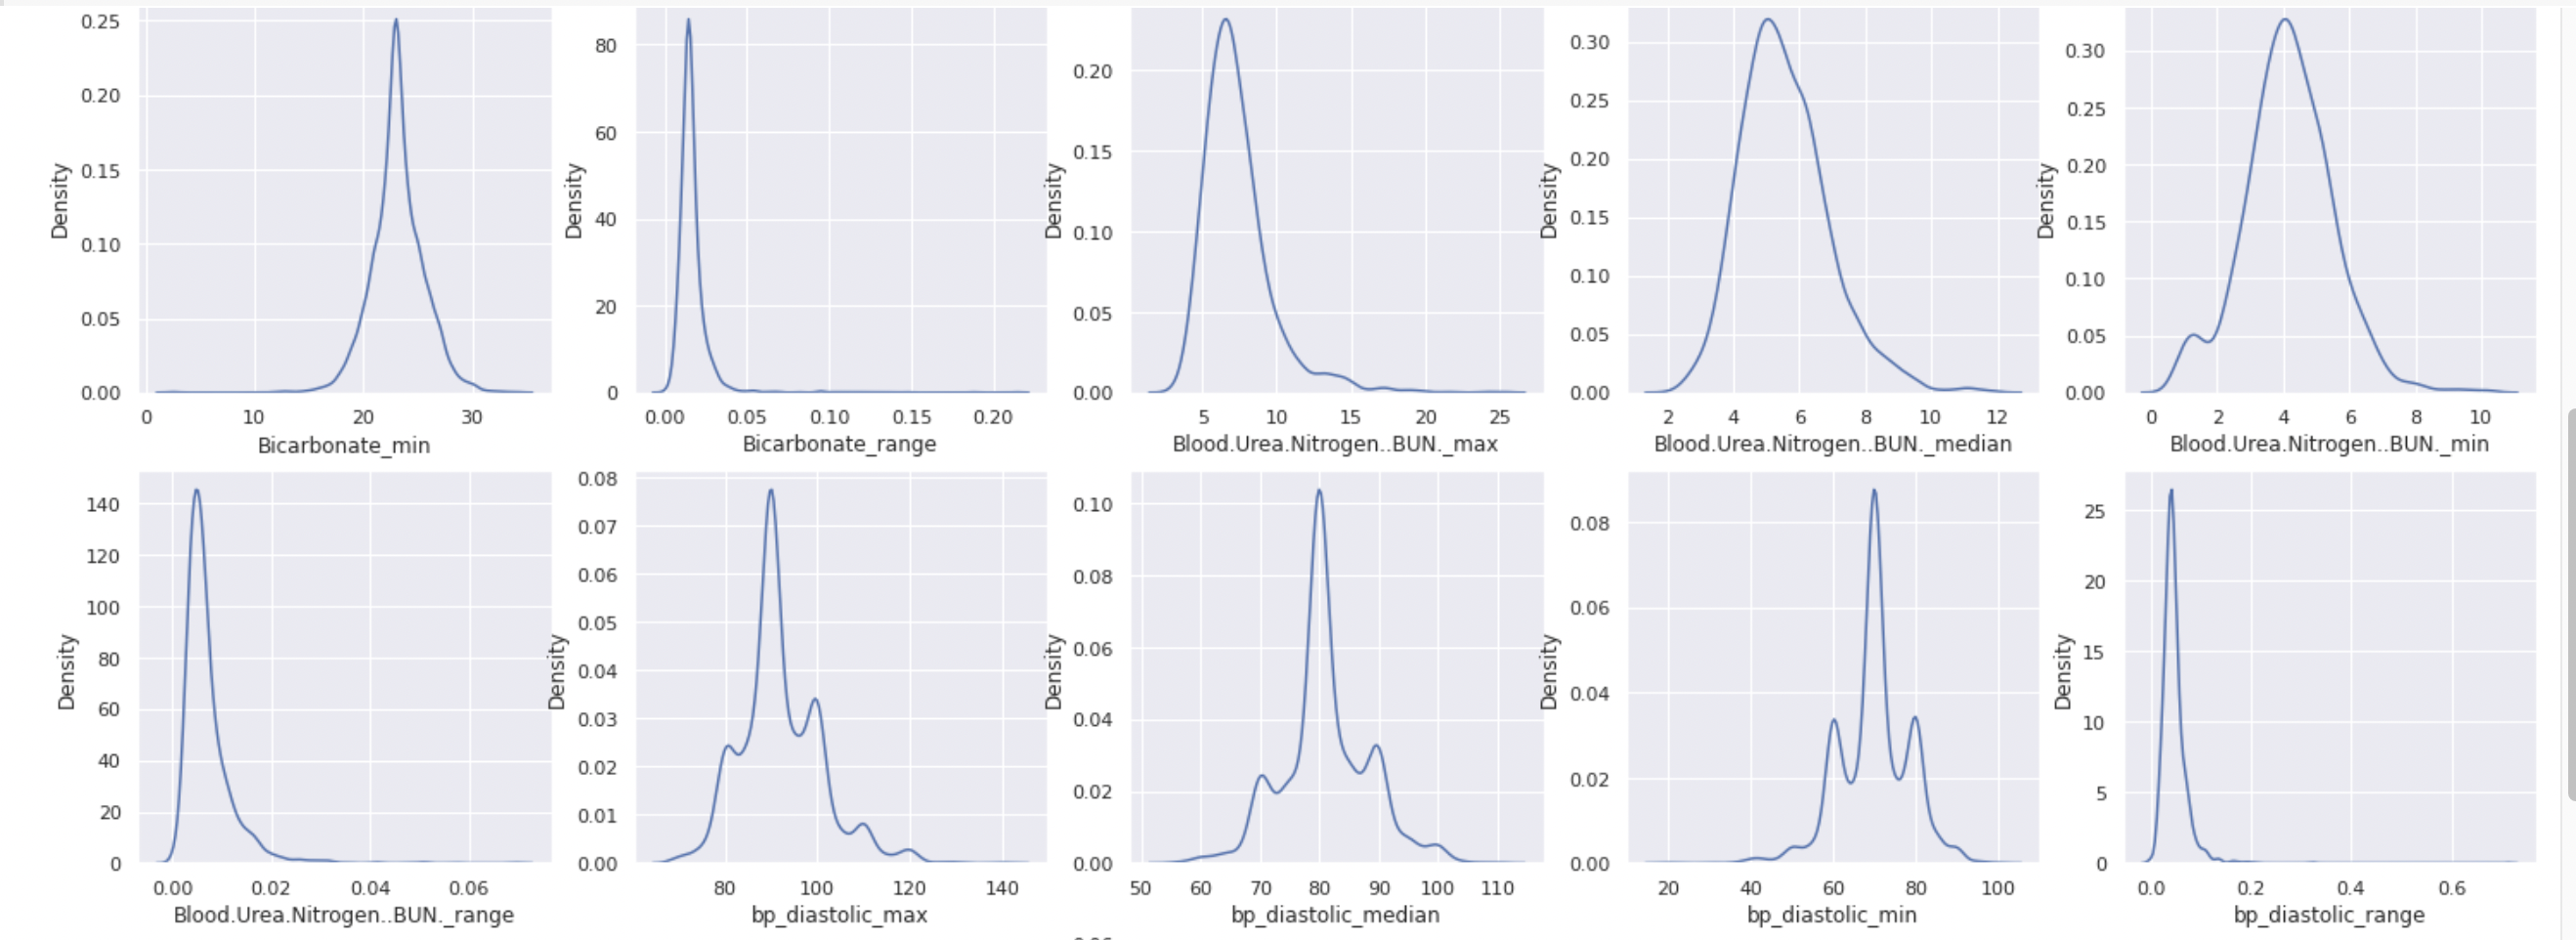 0.25
0.20
0.15
0.10
0.05
0.00
Density
0 10 20 30
Bicarbonate_min
80
60
40
20
0
Density
0.00 0.05 0.10 0.15 0.20
Bicarbonate_range
0.20
0.15
0.10
0.05
0.00
Density
5 10 15 20 25
Blood.Urea.Nitrogen..BUN._max
0.30
0.25
0.20
0.15
0.10
0.05
0.00
Density
2 4 6 8 10 12
Blood.Urea.Nitrogen..BUN._median
0.30
0.25
0.20
0.15
0.10
0.05
0.00
Density
0 2 4 6 8 10
Blood.Urea.Nitrogen..BUN._min
140
120
100
80
60
40
20
0
Density
0.00 0.02 0.04 0.06
Blood.Urea.Nitrogen..BUN._range
0.08
0.07
0.06
0.05
0.04
0.03
0.02
0.01
0.00
Density
80 100 120 140
bp_diastolic_max
0.10
0.08
0.06
0.04
0.02
0.00
Density
50 60 70 80 90 100 110
bp_diastolic_median
0.08
0.06
0.04
0.02
0.00
Density
20 40 60 80 100
bp_diastolic_min
25
20
15
10
5
0
Density
0.0 0.2 0.4 0.6
bp_diastolic_range